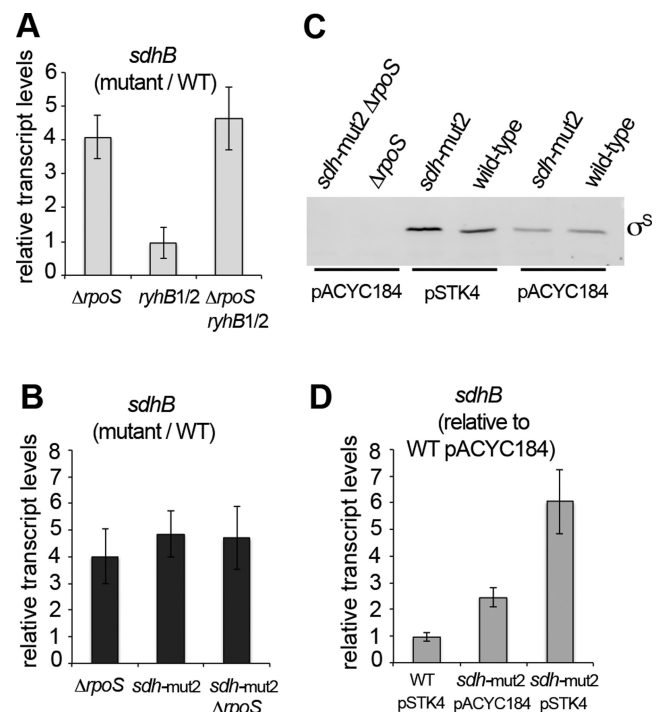 A
sdhB
(mutant / WT)
relative transcript levels
6
5
4
3
2
1
0
ΔrpoS
ryhB1/2
ΔrpoS
ryhB1/2
C
sdh-mut2 ΔrpoS
ΔrpoS
sdh-mut2
wild-type
sdh-mut2
wild-type
σS
pACYC184
pSTK4
pACYC184
B
sdhB
(mutant / WT)
relative transcript levels
8
7
6
5
4
3
2
1
0
ΔrpoS
sdh-mut2
sdh-mut2
ΔrpoS
D
sdhB
(relative to
WT pACYC184)
relative transcript levels
8
7
6
5
4
3
2
1
0
WT
pSTK4
sdh-mut2
pACYC184
sdh-mut2
pSTK4